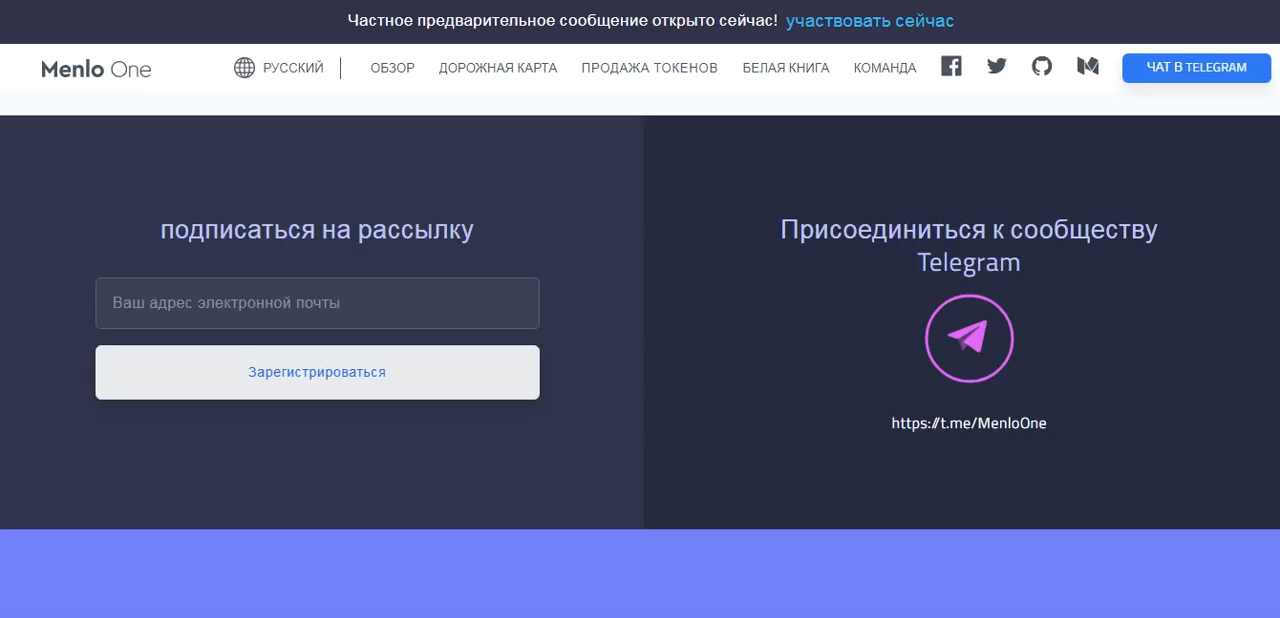 Частное предварительное сообщение открыто сейчас! участвовать сейчас
Menlo One РУССКИЙ ОБЗОР ДОРОЖНАЯ КАРТА ПРОДАЖА ТОКЕНОВ БЕЛАЯ КНИГА КОМАНДА ЧАТ В TELEGRAM
подписаться на рассылку
Ваш адрес электронной почты
Зарегистрироваться
Присоединиться к сообществу
Telegram
https://t.me/MenloOne